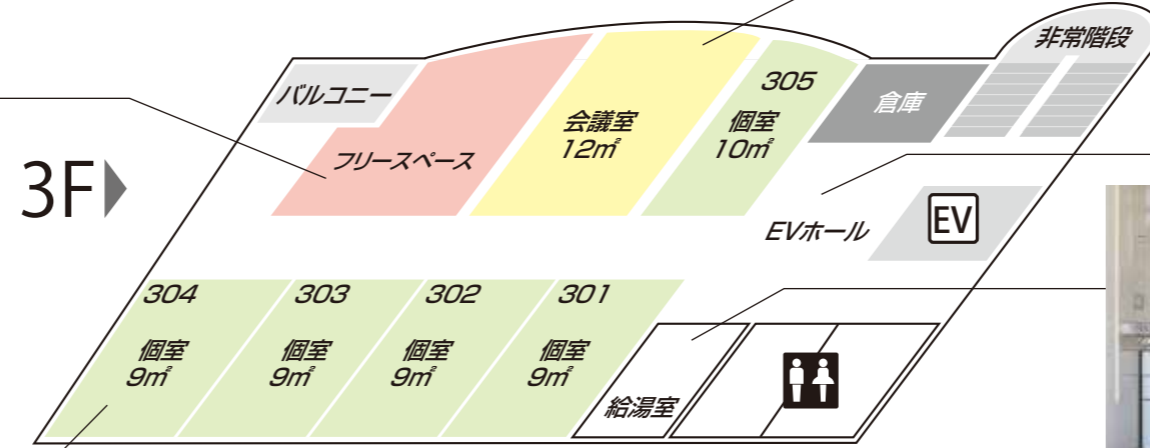 非常階段
305
個室
10㎡
倉庫
バルコニー
会議室
12㎡
フリースペース
3F
EVホール
EV
304
個室
9㎡
303
個室
9㎡
302
個室
9㎡
301
個室
9㎡
給湯室